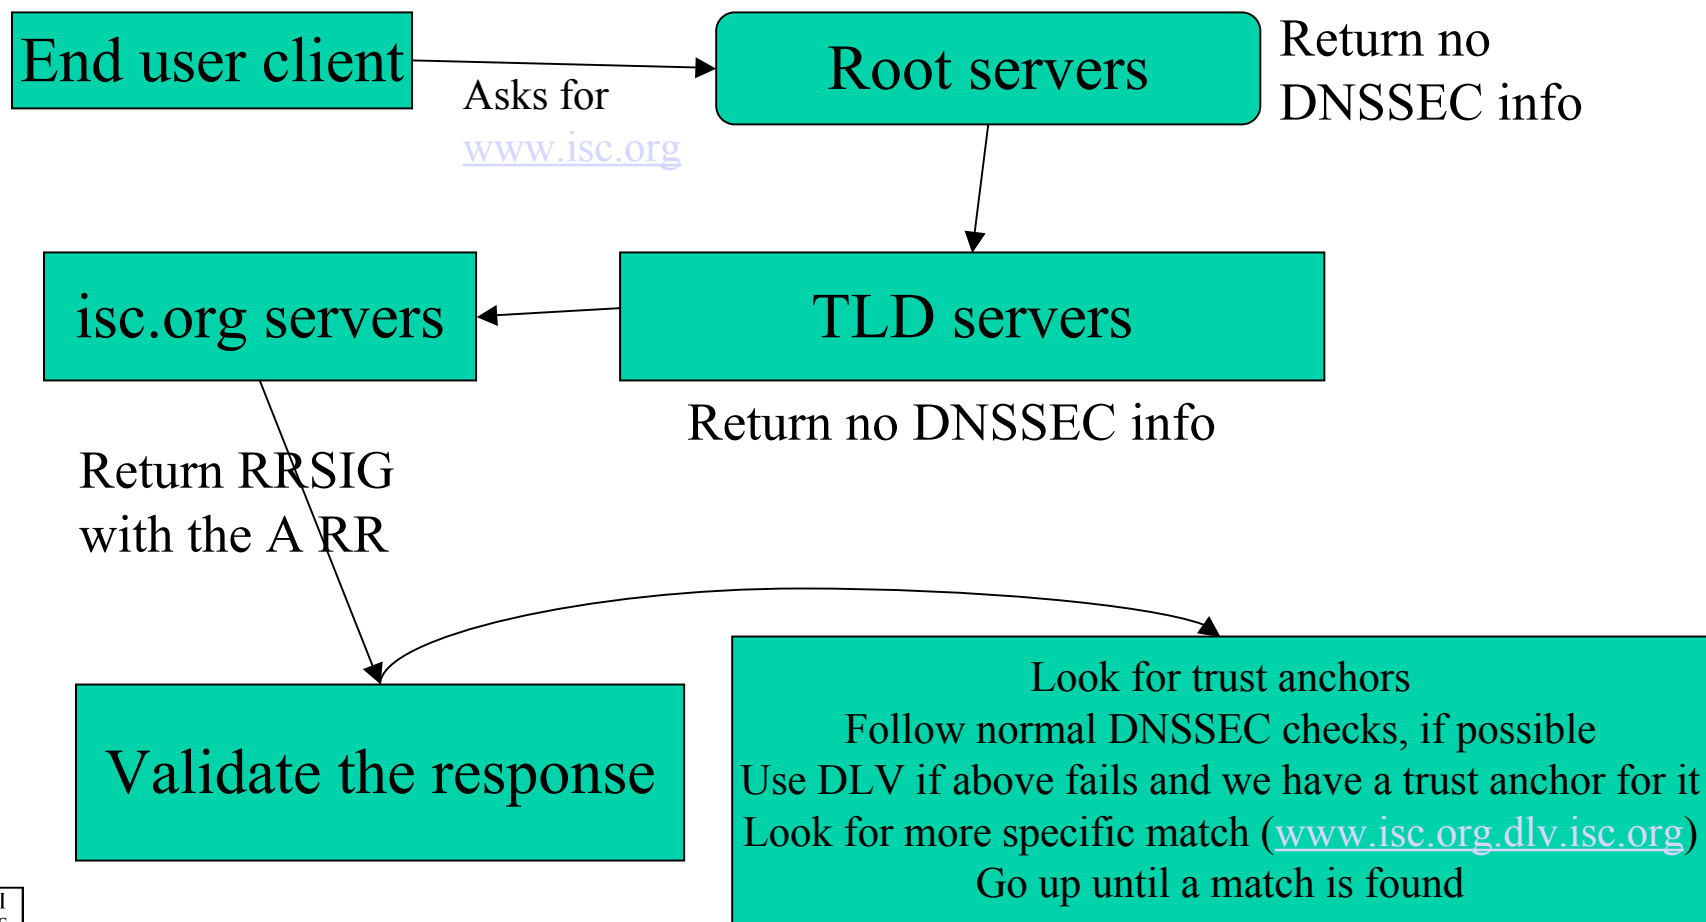 End user client
Asks for
www.isc.org
Root servers
Return no
DNSSEC info
isc.org servers
TLD servers
Return no DNSSEC info
Return RRSIG
with the A RR
Validate the response
Look for trust anchors
Follow normal DNSSEC checks, if possible
Use DLV if above fails and we have a trust anchor for it
Look for more specific match (www.isc.org.dlv.isc.org)
Go up until a match is found
I